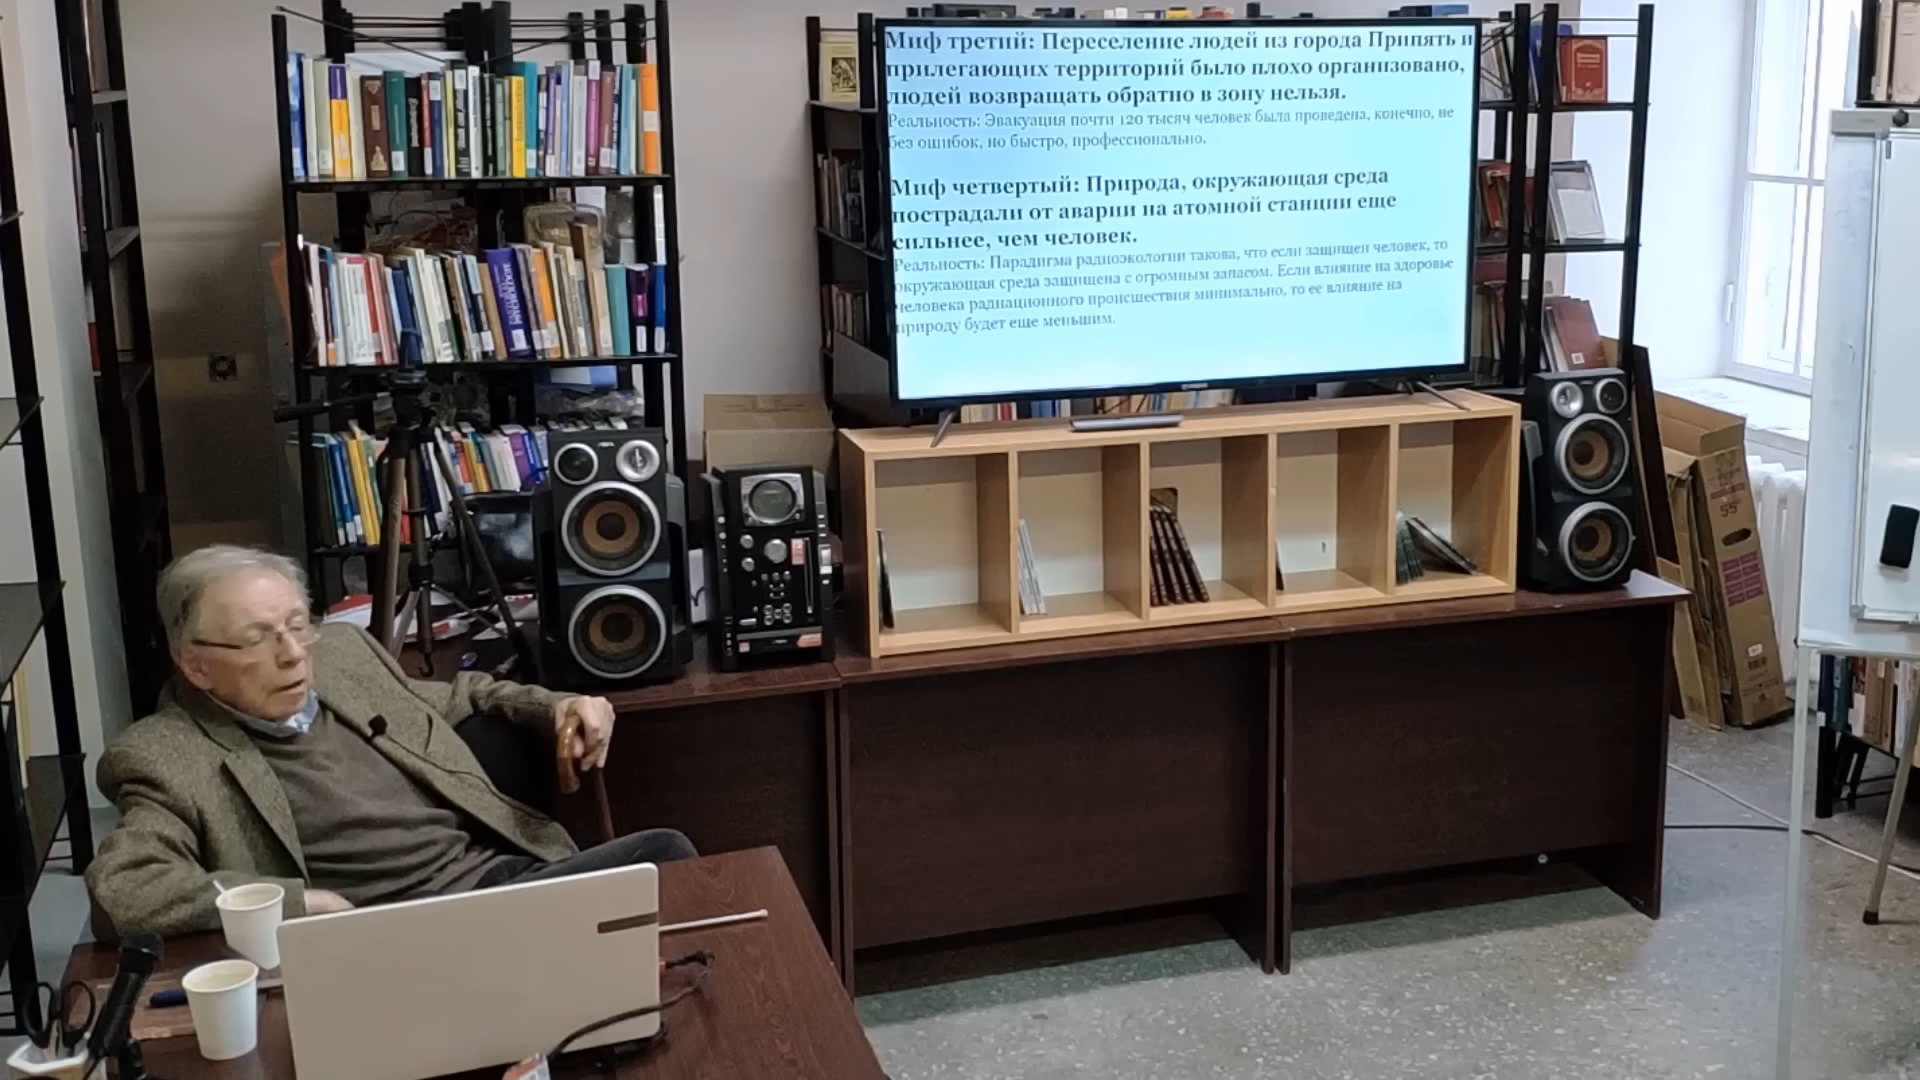 Миф третий: Переселение людей из города Припять и
прилегающих территорий было плохо организовано,
людей возвращать обратно в зону нельзя.
Реальность: Эвакуация почти 120 тысяч человек была проведена, конечно, не
без ошибок, но быстро, профессионально.
Миф четвертый: Природа, окружающая среда
пострадали от аварии на атомной станции еще
сильнее, чем человек.
Реальность: Парадигма радиоэкологии такова, что если защищен человек, то
окружающая среда защищена с огромным запасом. Если влияние на здоровье
человека радиационного происшествия минимально, то ее влияние на
природу будет еще меньшим.
55"